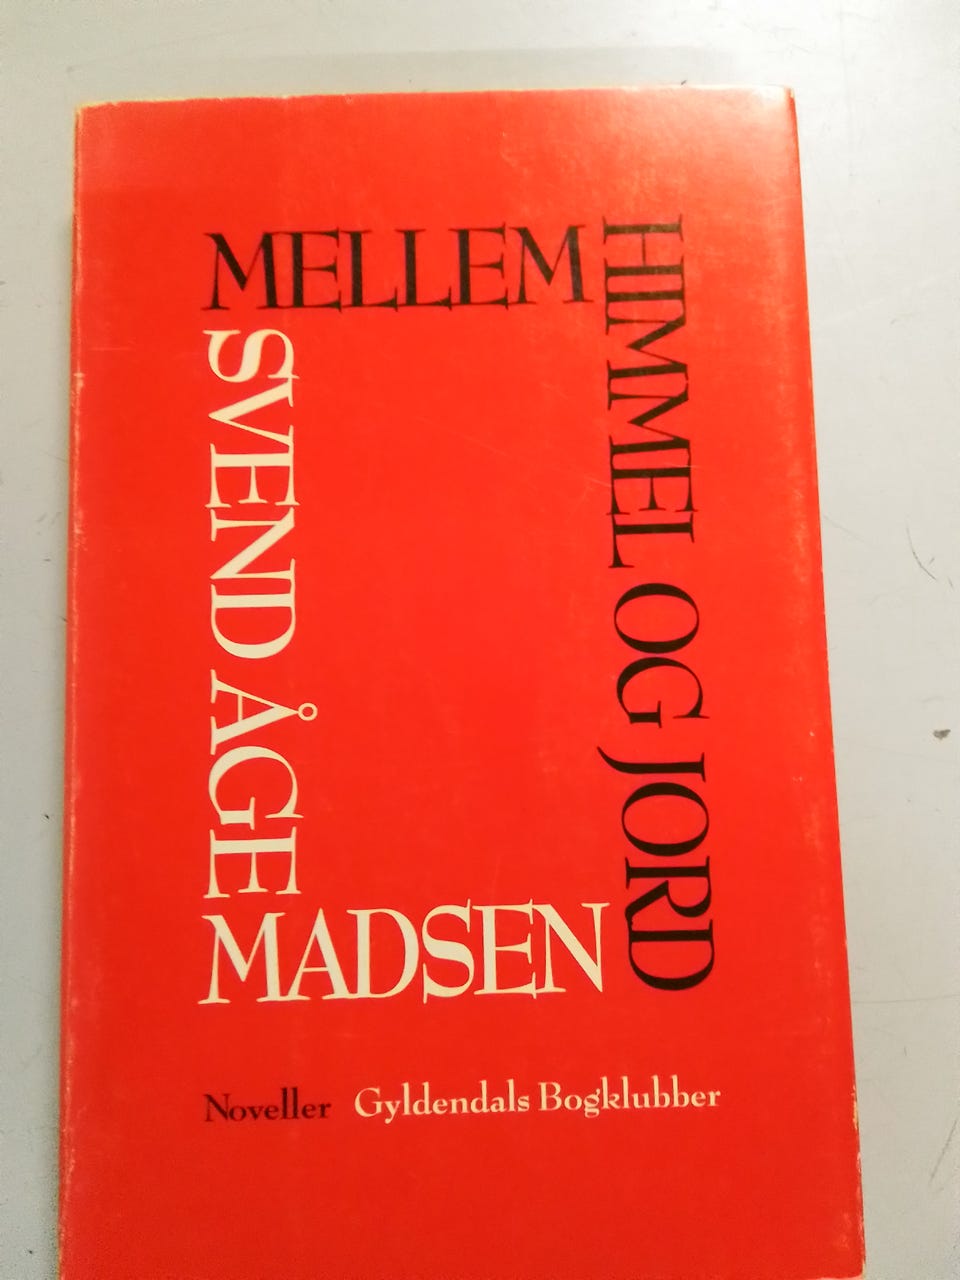 MELLEM
HIMMEL OG JORD
SVEND ÅGE
MADSEN
Noveller Gyldendals Bogklubber